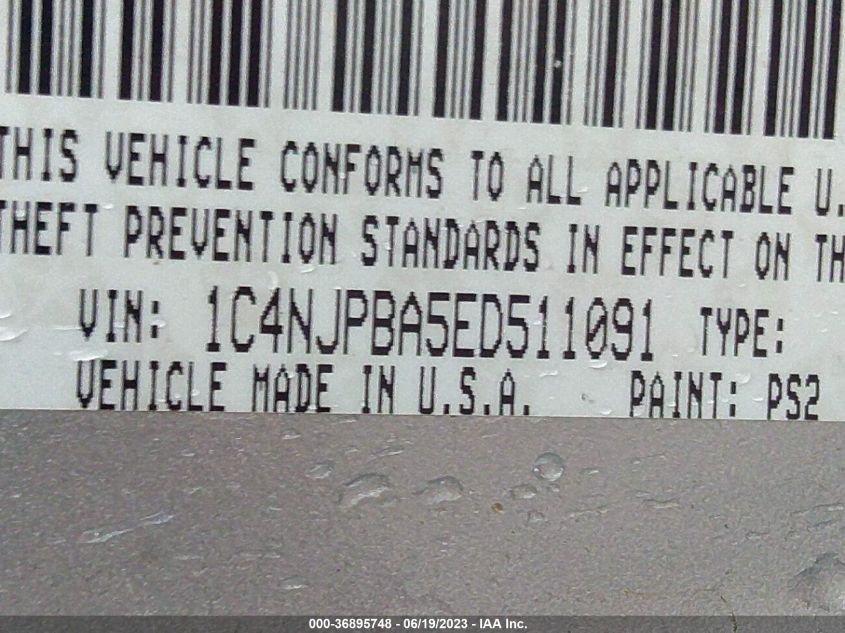 THIS VEHICLE CONFORMS TO ALL APPLICABLE U.
THEFT PREVENTION STANDARDS IN EFFECT ON TH
VIN: 1C4NJPBA5ED511091 TYPE:
VEHICLE MADE IN U.S.A. PAINT: PS2
000-36895748 - 06/19/2023 - IAA Inc.